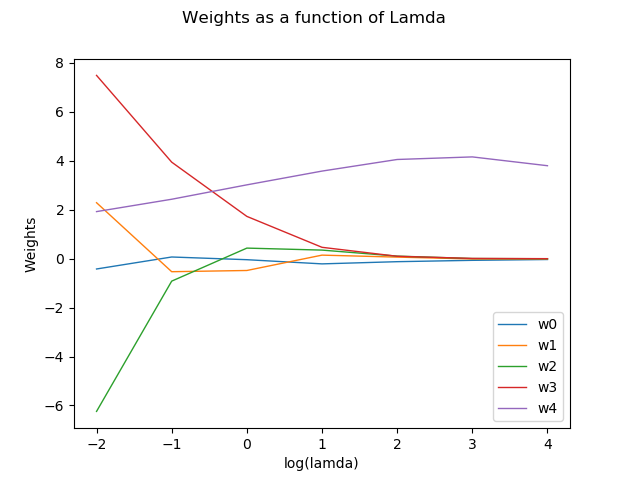 Weights as a function of Lamda
8
6
4
2
0
−2
−4
−6
Weights
−2 −1 0 1 2 3 4
log(lamda)
w0
w1
w2
w3
w4